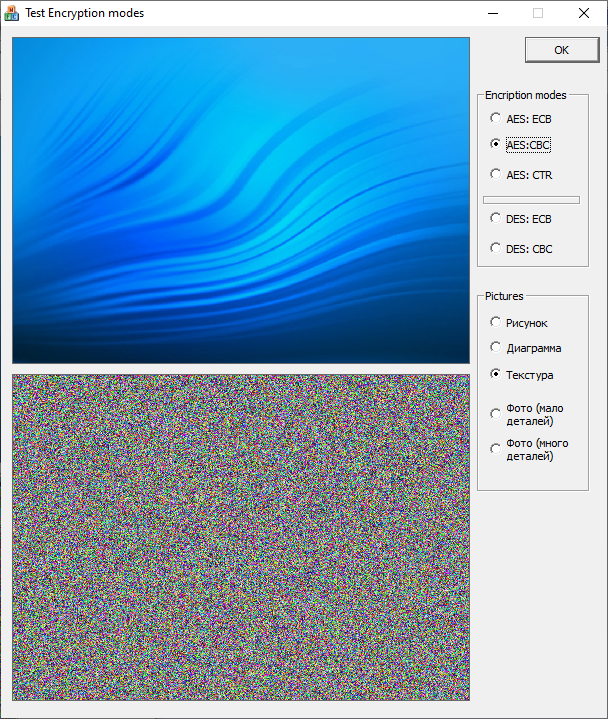 Test Encryption modes
OK
Encription modes
AES: ECB
AES:CBC
AES: CTR
DES: ECB
DES: CBC
Pictures
Рисунок
Диаграмма
Текстура
Фото (мало
деталей)
Фото (много
деталей)